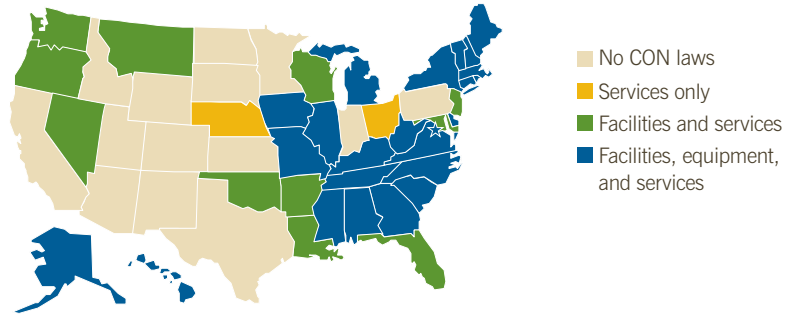 No CON laws
Services only
Facilities and services
Facilities, equipment,
and services